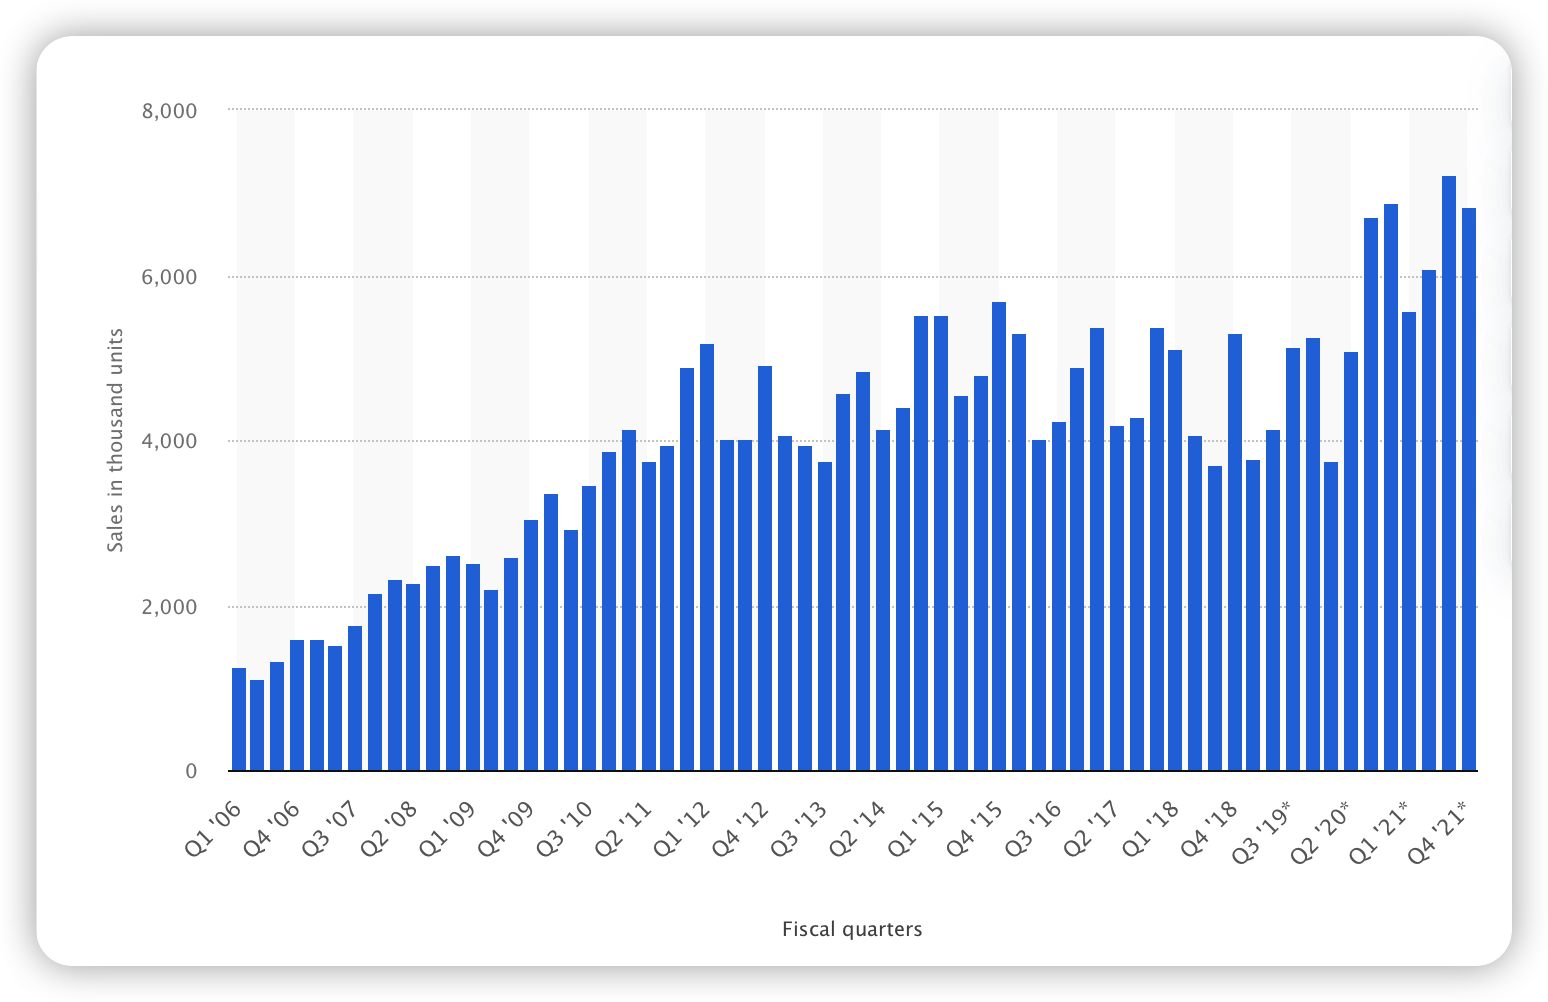 8,000
6,000
4,000
2,000
0
Sales in thousand units
Q1 '06
Q4 '06
Q3 '07
Q2 '08
Q1 '09
Q4 '09
Q3 '10
Q2 '11
Q1 '12
Q4 '12
Q3 '13
Q2 '14
Q1 '15
Q4 '15
Q3 '16
Q2 '17
Q1 '18
Q4 '18
Q3 '19*
Q2 '20*
Q1 '21*
Q4 '21*
Fiscal quarters